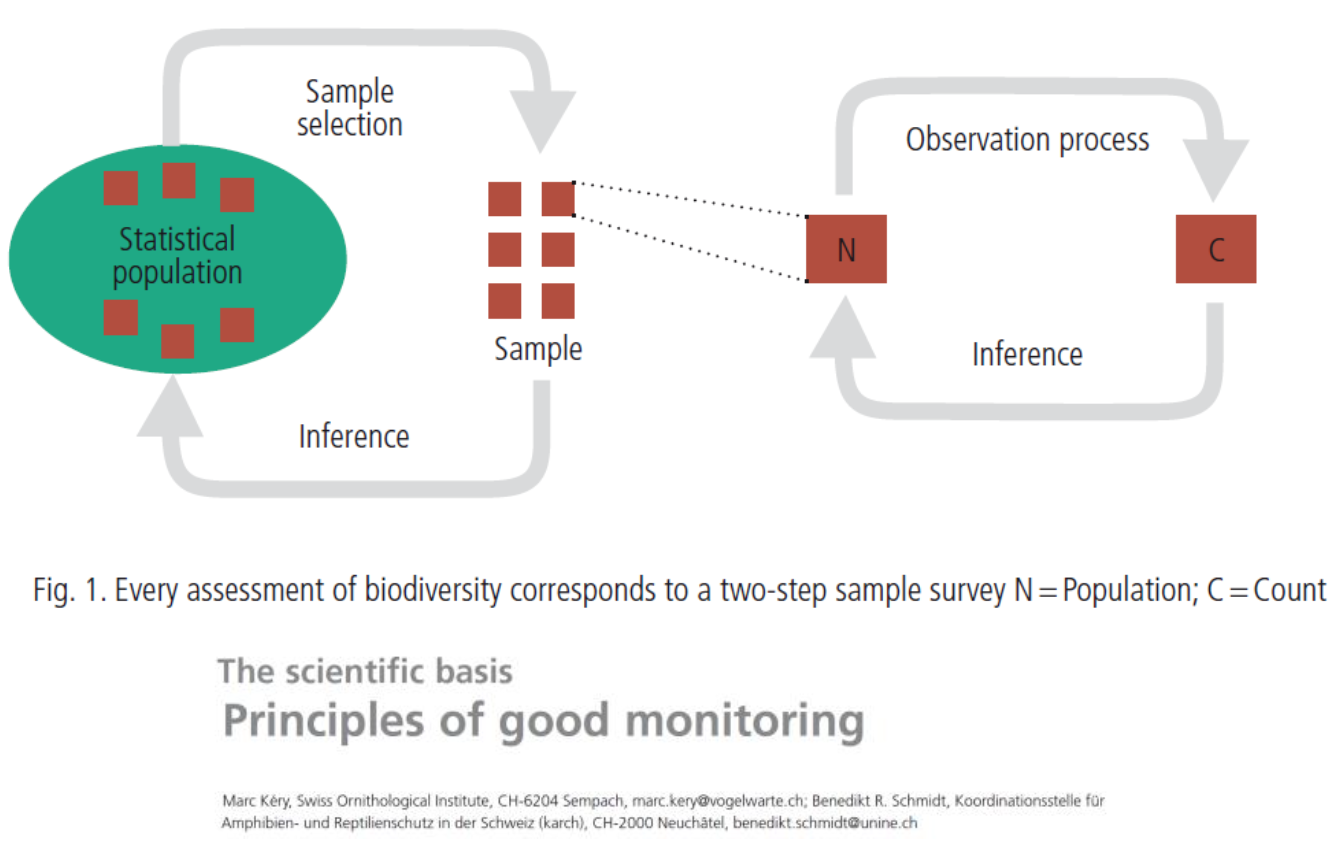 Sample
selection
Statistical
population
Sample
Inference
Observation process
N
C
Inference
Fig. 1. Every assessment of biodiversity corresponds to a two-step sample survey N = Population; C = Count
The scientific basis
Principles of good monitoring
Marc Kéry, Swiss Ornithological Institute, CH-6204 Sempach, marc.kery@vogelwarte.ch; Benedikt R. Schmidt, Koordinationsstelle für
Amphibien- und Reptilienschutz in der Schweiz (karch), CH-2000 Neuchâtel, benedikt.schmidt@unine.ch